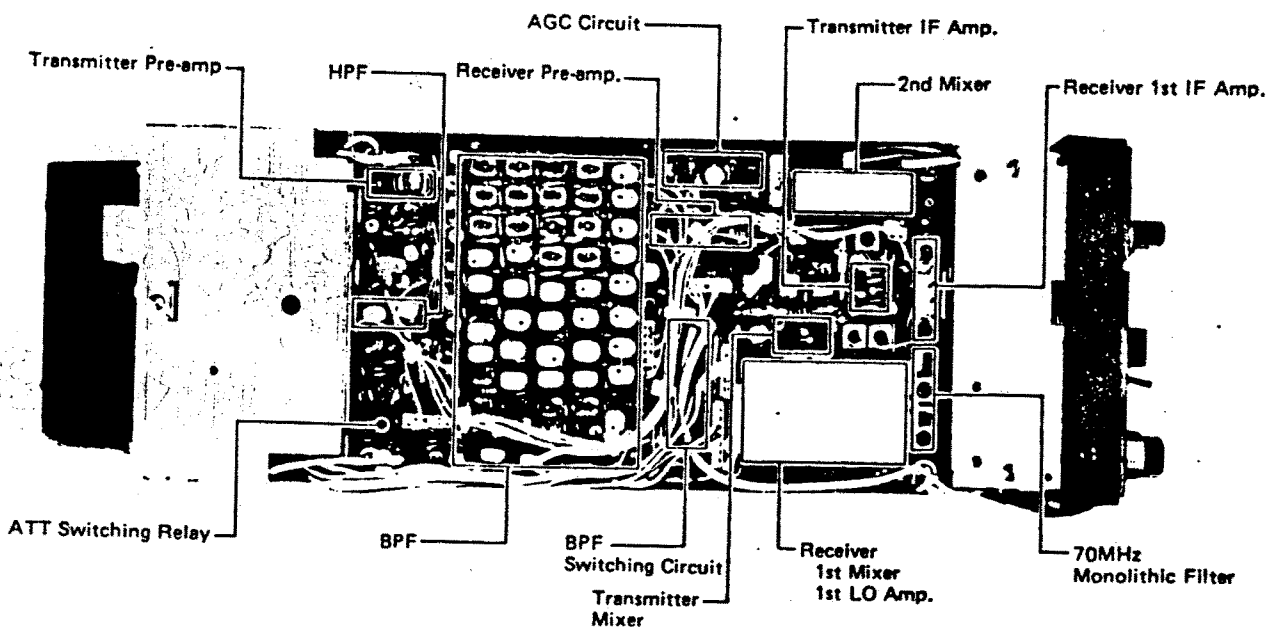 AGC Circuit
Transmitter IF Amp.
Transmitter Pre-amp
HPF
Receiver Pre-amp.
2nd Mixer
Receiver 1st IF Amp.
ATT Switching Relay
BPF
BPF
Switching Circuit
Transmitter
Mixer
Receiver
1st Mixer
1st LO Amp.
70MHz
Monolithic Filter